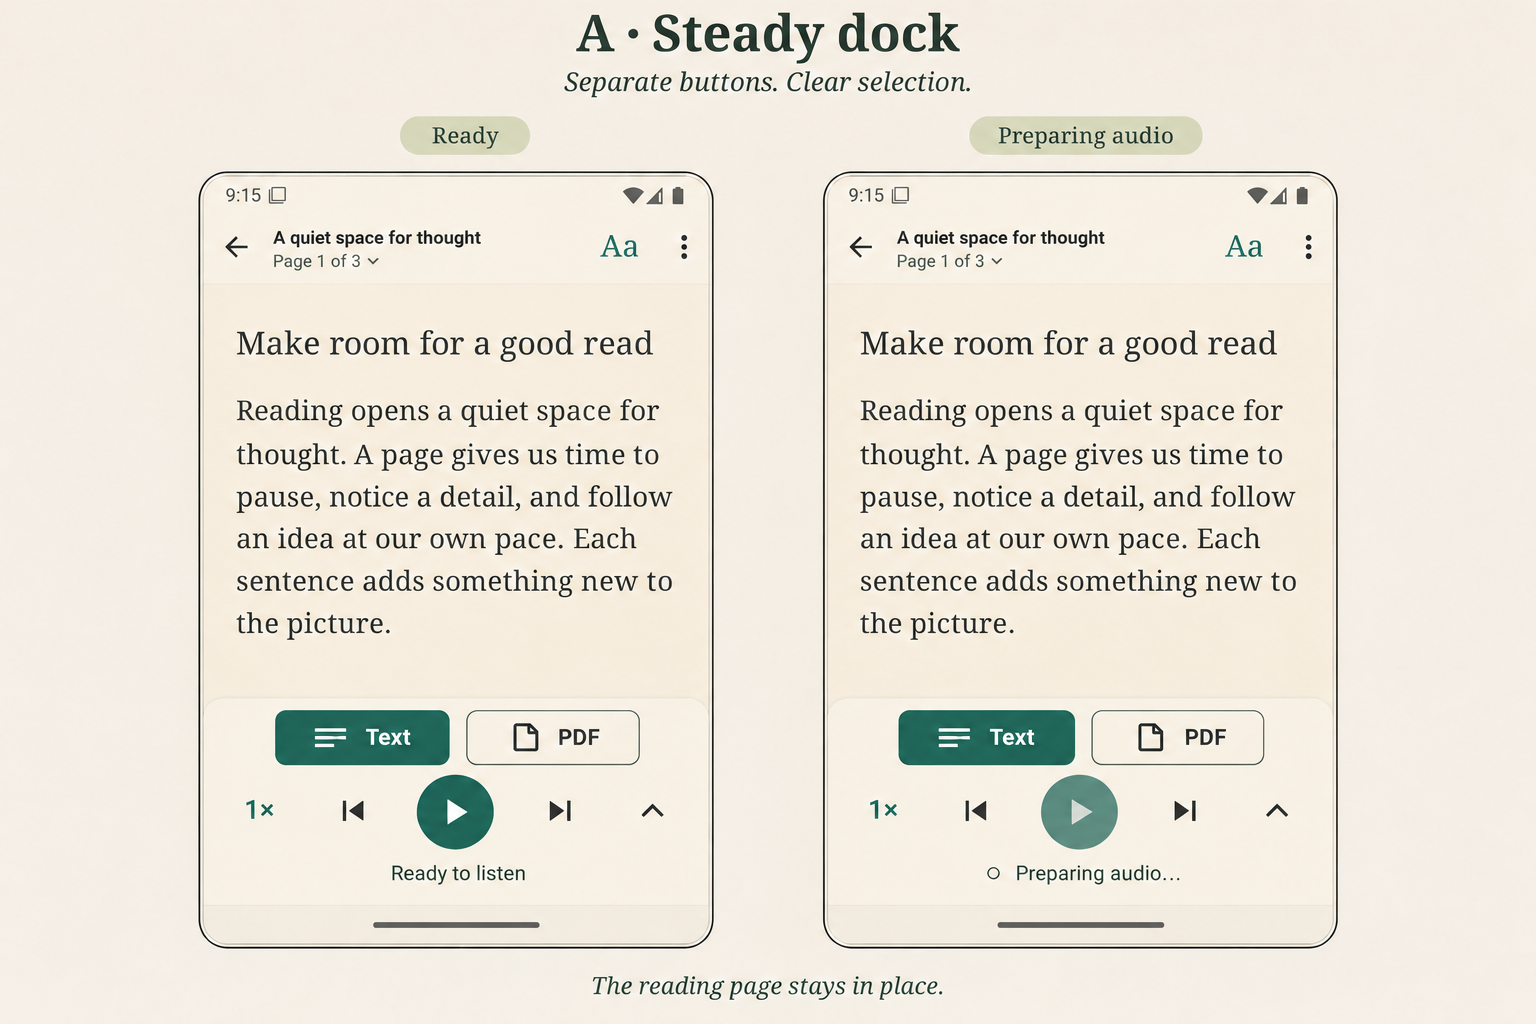 A · Steady dock
Separate buttons. Clear selection.
Ready
9:15
A quiet space for thought
Page 1 of 3
Aa
Make room for a good read
Reading opens a quiet space for
thought. A page gives us time to
pause, notice a detail, and follow
an idea at our own pace. Each
sentence adds something new to
the picture.
Text
PDF
1×
Ready to listen
Preparing audio
9:15
A quiet space for thought
Page 1 of 3
Aa
Make room for a good read
Reading opens a quiet space for
thought. A page gives us time to
pause, notice a detail, and follow
an idea at our own pace. Each
sentence adds something new to
the picture.
Text
PDF
1×
Preparing audio...
The reading page stays in place.